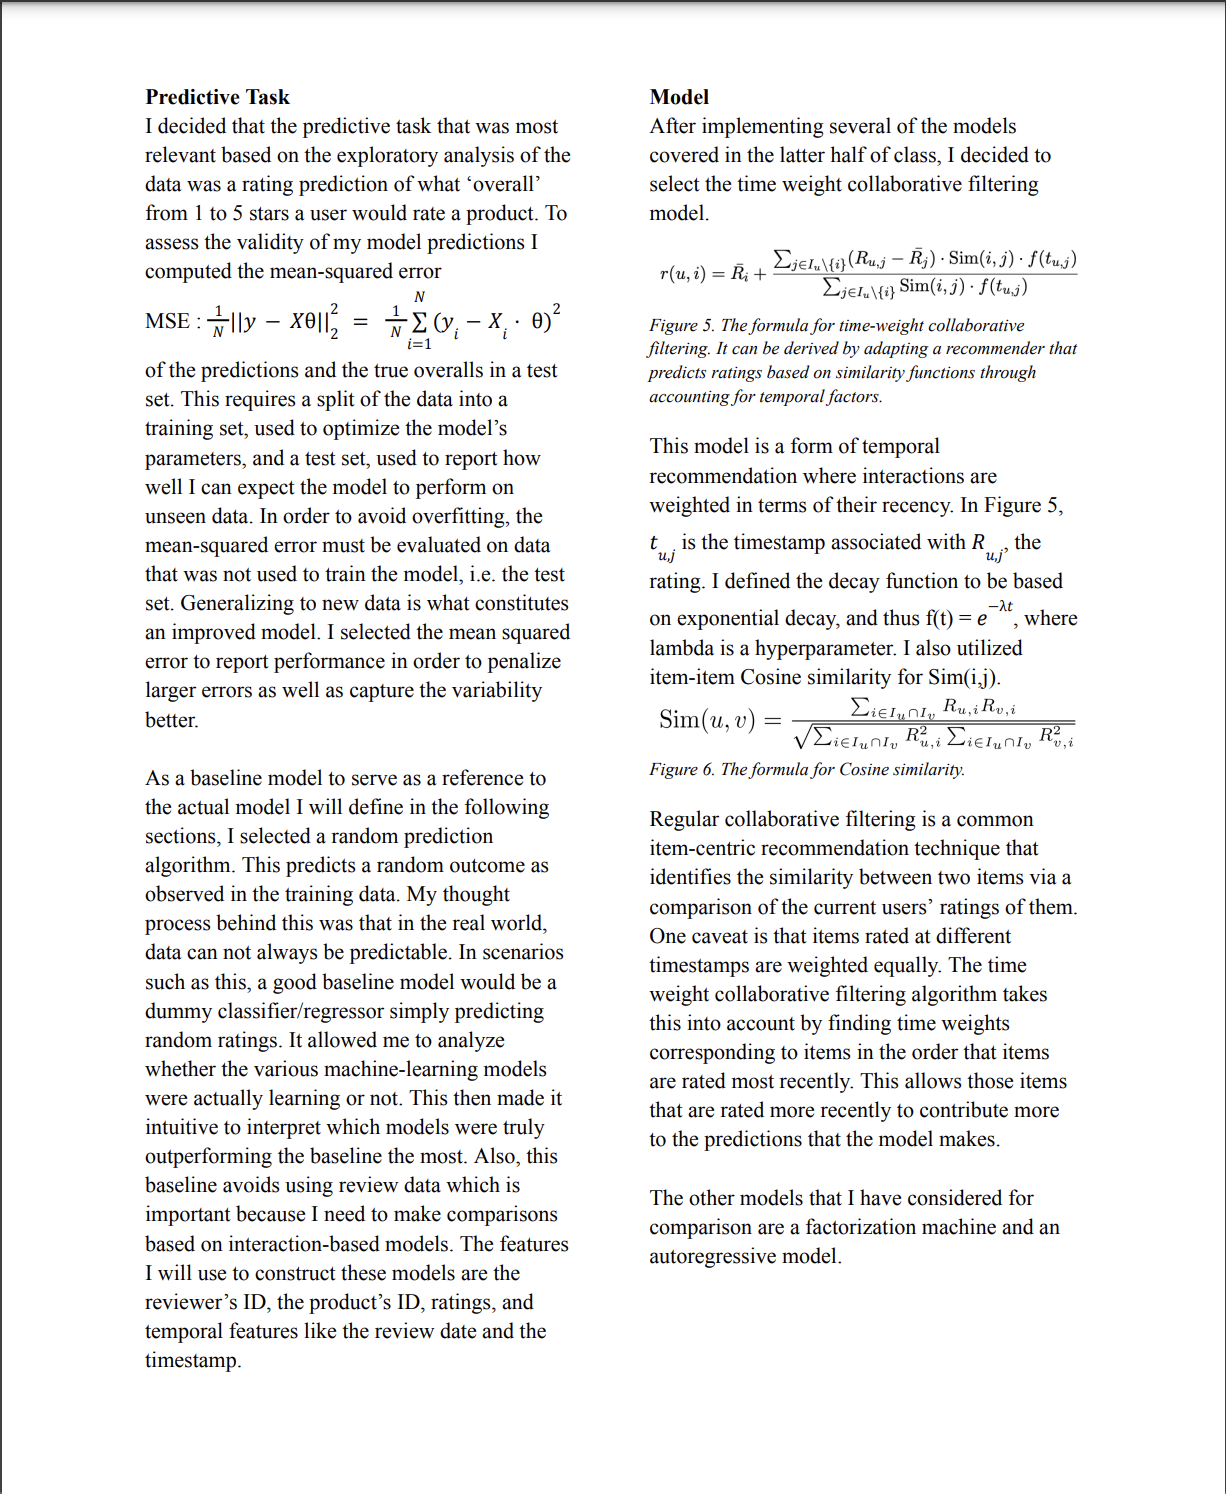 Predictive Task
I decided that the predictive task that was most
relevant based on the exploratory analysis of the
data was a rating prediction of what ‘overall’
from 1 to 5 stars a user would rate a product. To
assess the validity of my model predictions I
computed the mean-squared error
MSE : \frac{1}{N}||y − Xθ||_2^2 = \frac{1}{N} \sum_{i=1}^{N} (y_i − X_i · θ)^2
of the predictions and the true overalls in a test
set. This requires a split of the data into a
training set, used to optimize the model’s
parameters, and a test set, used to report how
well I can expect the model to perform on
unseen data. In order to avoid overfitting, the
mean-squared error must be evaluated on data
that was not used to train the model, i.e. the test
set. Generalizing to new data is what constitutes
an improved model. I selected the mean squared
error to report performance in order to penalize
larger errors as well as capture the variability
better.
As a baseline model to serve as a reference to
the actual model I will define in the following
sections, I selected a random prediction
algorithm. This predicts a random outcome as
observed in the training data. My thought
process behind this was that in the real world,
data can not always be predictable. In scenarios
such as this, a good baseline model would be a
dummy classifier/regressor simply predicting
random ratings. It allowed me to analyze
whether the various machine-learning models
were actually learning or not. This then made it
intuitive to interpret which models were truly
outperforming the baseline the most. Also, this
baseline avoids using review data which is
important because I need to make comparisons
based on interaction-based models. The features
I will use to construct these models are the
reviewer’s ID, the product’s ID, ratings, and
temporal features like the review date and the
timestamp.
Model
After implementing several of the models
covered in the latter half of class, I decided to
select the time weight collaborative filtering
model.
r(u, i) = \bar{R}_i + \frac{\sum_{j∈I_u\setminus\{i\}} (R_{u,j} − \bar{R}_j) · Sim(i, j) · f(t_{u,j})}{\sum_{j∈I_u\setminus\{i\}} Sim(i, j) · f(t_{u,j})}
Figure 5. The formula for time-weight collaborative
filtering. It can be derived by adapting a recommender that
predicts ratings based on similarity functions through
accounting for temporal factors.
This model is a form of temporal
recommendation where interactions are
weighted in terms of their recency. In Figure 5,
t_{u,j} is the timestamp associated with R_{u,j}, the
rating. I defined the decay function to be based
on exponential decay, and thus f(t) = e^{−λt}, where
lambda is a hyperparameter. I also utilized
item-item Cosine similarity for Sim(i,j).
Sim(u, v) = \frac{\sum_{i∈I_u∩I_v} R_{u,i} R_{v,i}}{\sqrt{\sum_{i∈I_u∩I_v} R_{u,i}^2 \sum_{i∈I_u∩I_v} R_{v,i}^2}}
Figure 6. The formula for Cosine similarity.
Regular collaborative filtering is a common
item-centric recommendation technique that
identifies the similarity between two items via a
comparison of the current users’ ratings of them.
One caveat is that items rated at different
timestamps are weighted equally. The time
weight collaborative filtering algorithm takes
this into account by finding time weights
corresponding to items in the order that items
are rated most recently. This allows those items
that are rated more recently to contribute more
to the predictions that the model makes.
The other models that I have considered for
comparison are a factorization machine and an
autoregressive model.